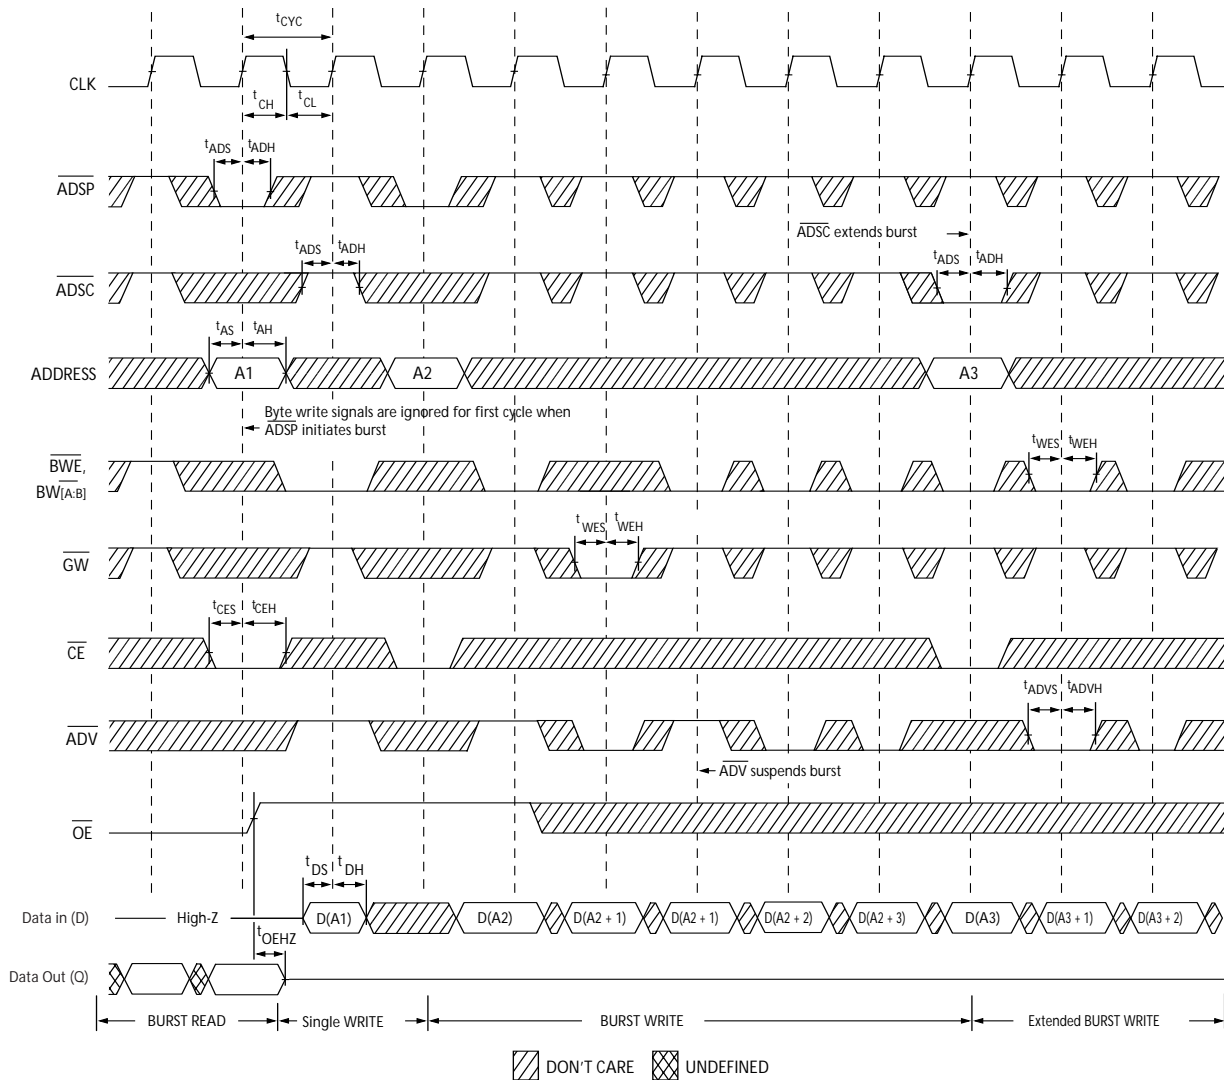 tCYC
CLK
tCH
tCL
tADS
tADH
ADSP
ADSC extends burst
tADS
tADH
tADS
tADH
ADSC
tAS
tAH
ADDRESS
A1
A2
A3
Byte write signals are ignored for first cycle when
ADSP initiates burst
tWES
tWEH
BWE,
BW[A:B]
tWES
tWEH
GW
tCES
tCEH
CE
tADVS
tADVH
ADV
ADV suspends burst
OE
tDS
tDH
Data in (D)
High-Z
D(A1)
D(A2)
D(A2 + 1)
D(A2 + 1)
D(A2 + 2)
D(A2 + 3)
D(A3)
D(A3 + 1)
D(A3 + 2)
tOEHZ
Data Out (Q)
BURST READ
Single WRITE
BURST WRITE
Extended BURST WRITE
DON'T CARE
UNDEFINED